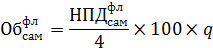 Об^фл_сам = НПД^фл_сам / 4 × 100 × q